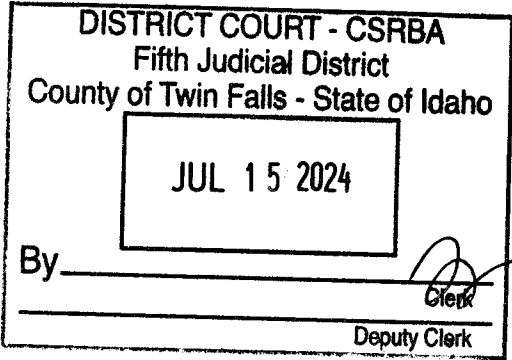 DISTRICT COURT - CSRBA
Fifth Judicial District
County of Twin Falls - State of Idaho
JUL 15 2024
By
Clerk
Deputy Clerk